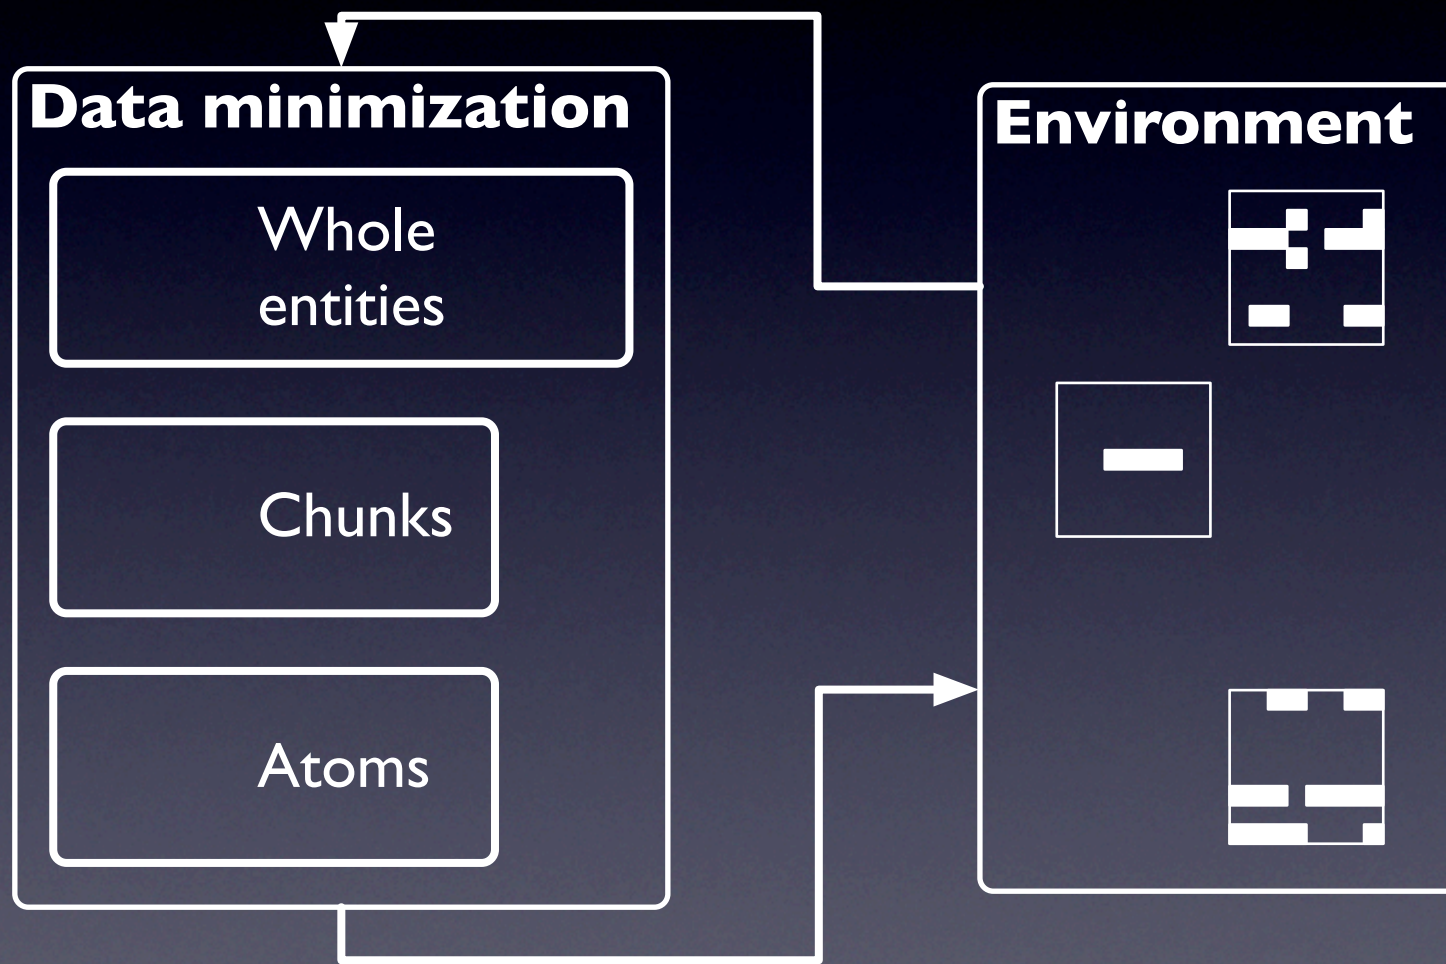 Data minimization
Whole
entities
Chunks
Atoms
Environment